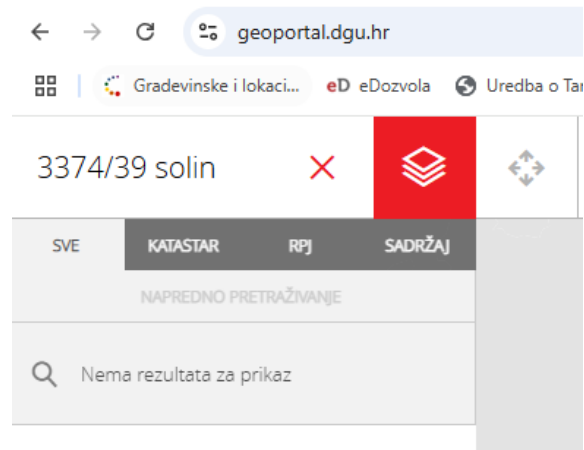 geoportal.dgu.hr
Gradevinske i lokaci... eD eDozvola Uredba o Tar
3374/39 solin
SVE KATASTAR RPJ SADRŽAJ
NAPREDNO PRETRAŽIVANJE
Nema rezultata za prikaz